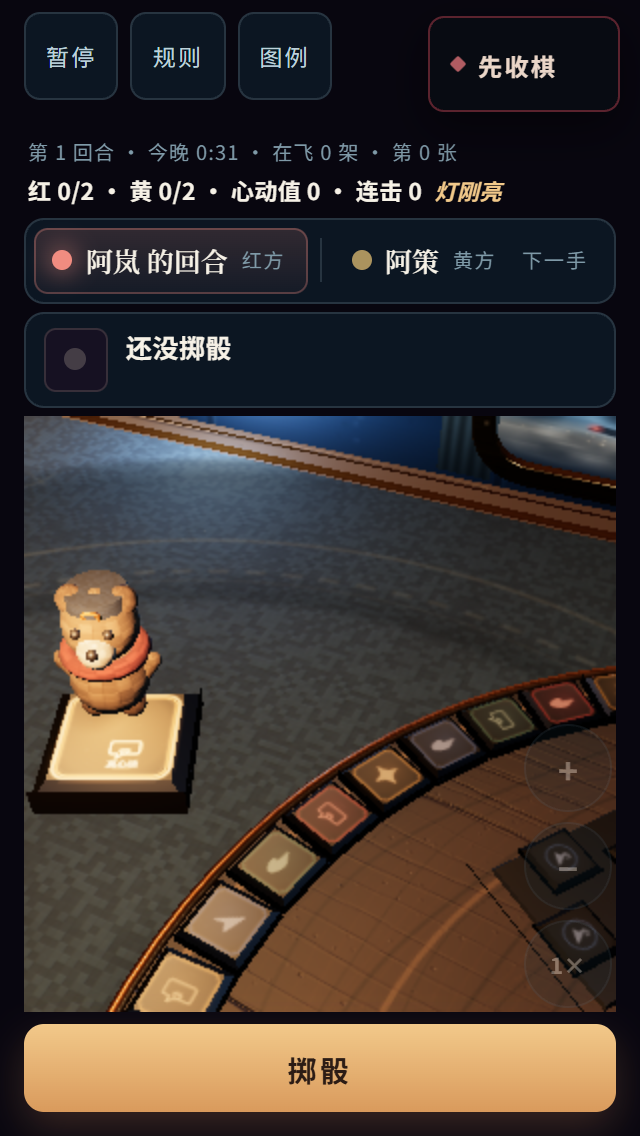 暂停
规则
图例
先收棋
第 1 回合 · 今晚 0:31 · 在飞 0 架 · 第 0 张
红 0/2 · 黄 0/2 · 心动值 0 · 连击 0 灯刚亮
阿岚 的回合 红方
阿策 黄方 下一手
还没掷骰
+
−
1×
掷骰